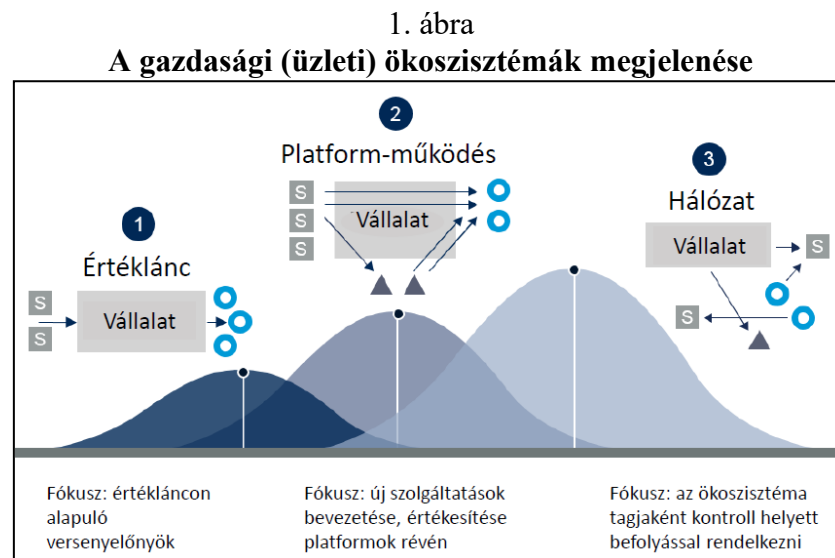 1. ábra
A gazdasági (üzleti) ökoszisztémák megjelenése
1
Értéklánc
S
S
Vállalat
2
Platform-működés
S
S
S
Vállalat
3
Hálózat
Vállalat
S
S
Fókusz: értékláncon
alapuló
versenyelőnyök
Fókusz: új szolgáltatások
bevezetése, értékesítése
platformok révén
Fókusz: az ökoszisztéma
tagjaként kontroll helyett
befolyással rendelkezni